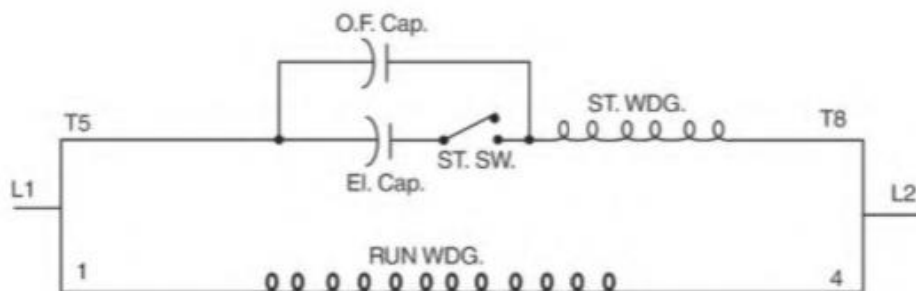 O.F. Cap.
T5
ST. WDG.
T8
ST. SW.
El. Cap.
L1
L2
RUN WDG.
1
4